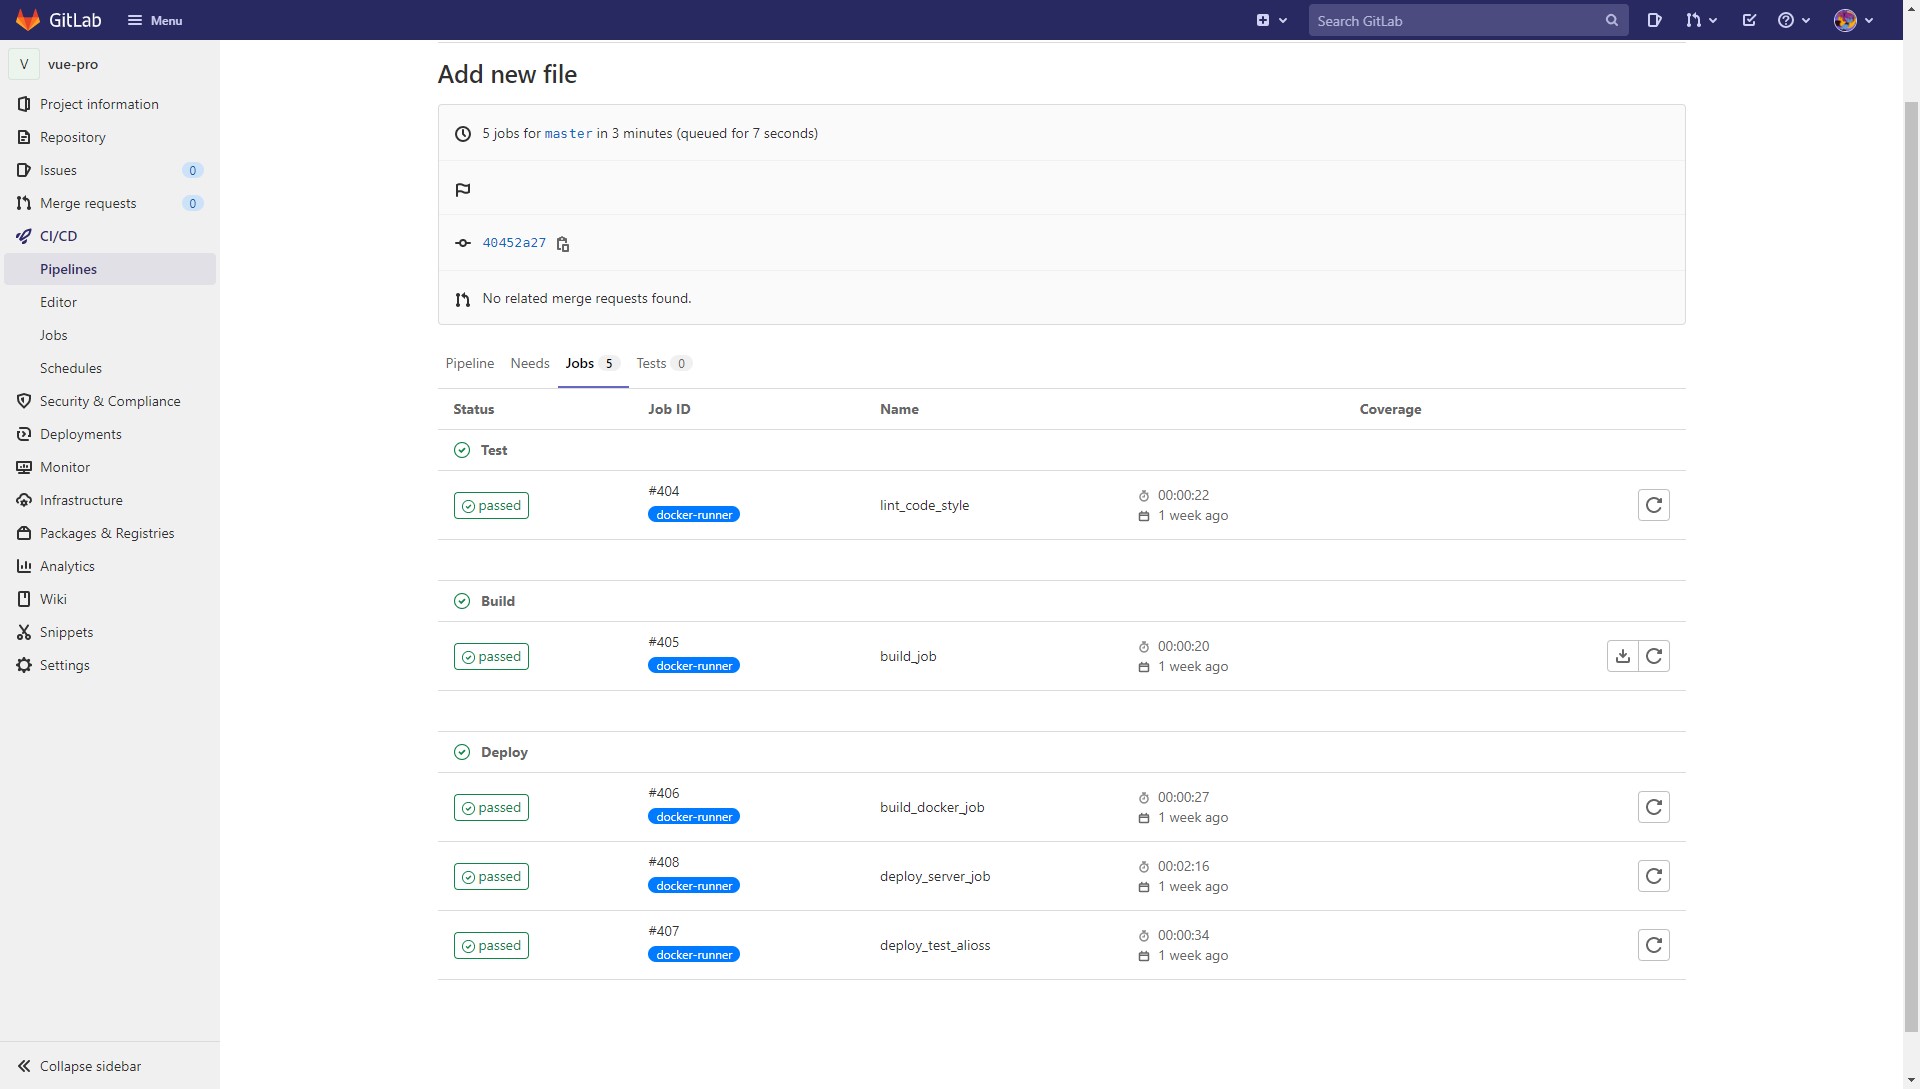 GitLab
Menu
Search GitLab
V
vue-pro
Project information
Repository
Issues 0
Merge requests 0
CI/CD
Pipelines
Editor
Jobs
Schedules
Security & Compliance
Deployments
Monitor
Infrastructure
Packages & Registries
Analytics
Wiki
Snippets
Settings
Collapse sidebar
Add new file
5 jobs for master in 3 minutes (queued for 7 seconds)
40452a27
No related merge requests found.
Pipeline Needs Jobs 5 Tests 0
Status Job ID Name Coverage
Test
passed #404 docker-runner lint_code_style 00:00:22 1 week ago
Build
passed #405 docker-runner build_job 00:00:20 1 week ago
Deploy
passed #406 docker-runner build_docker_job 00:00:27 1 week ago
passed #408 docker-runner deploy_server_job 00:02:16 1 week ago
passed #407 docker-runner deploy_test_alioss 00:00:34 1 week ago